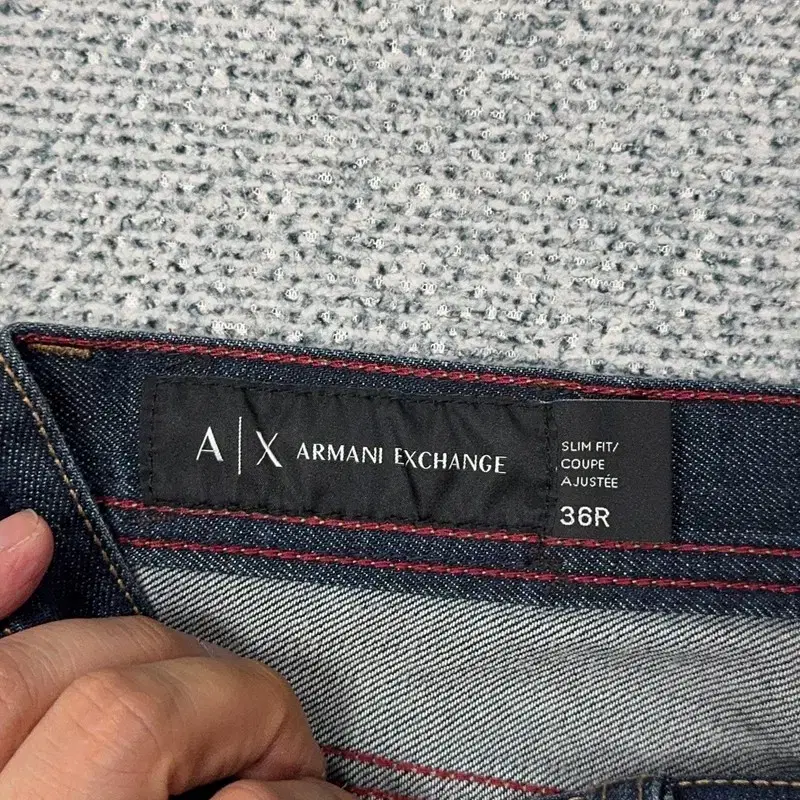 A|X ARMANI EXCHANGE
SLIM FIT/
COUPE
AJUSTÉE
36R